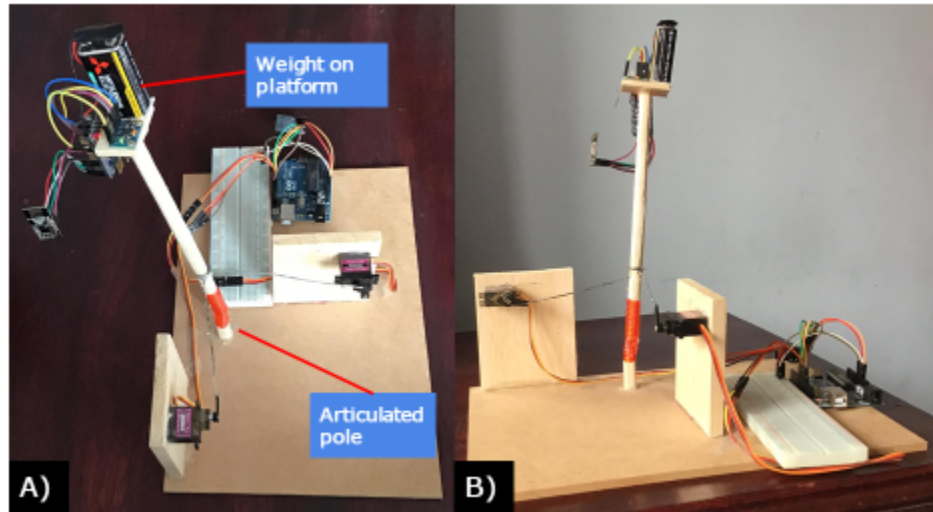 Weight on
platform
Articulated
pole
A)
B)